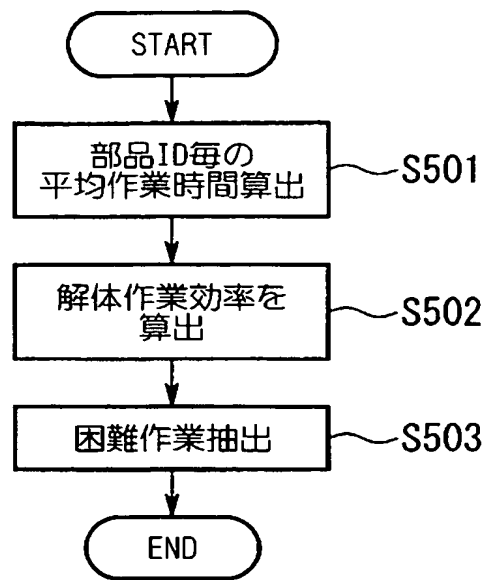 START
部品ID毎の
平均作業時間算出
S501
解体作業効率を
算出
S502
困難作業抽出
S503
END